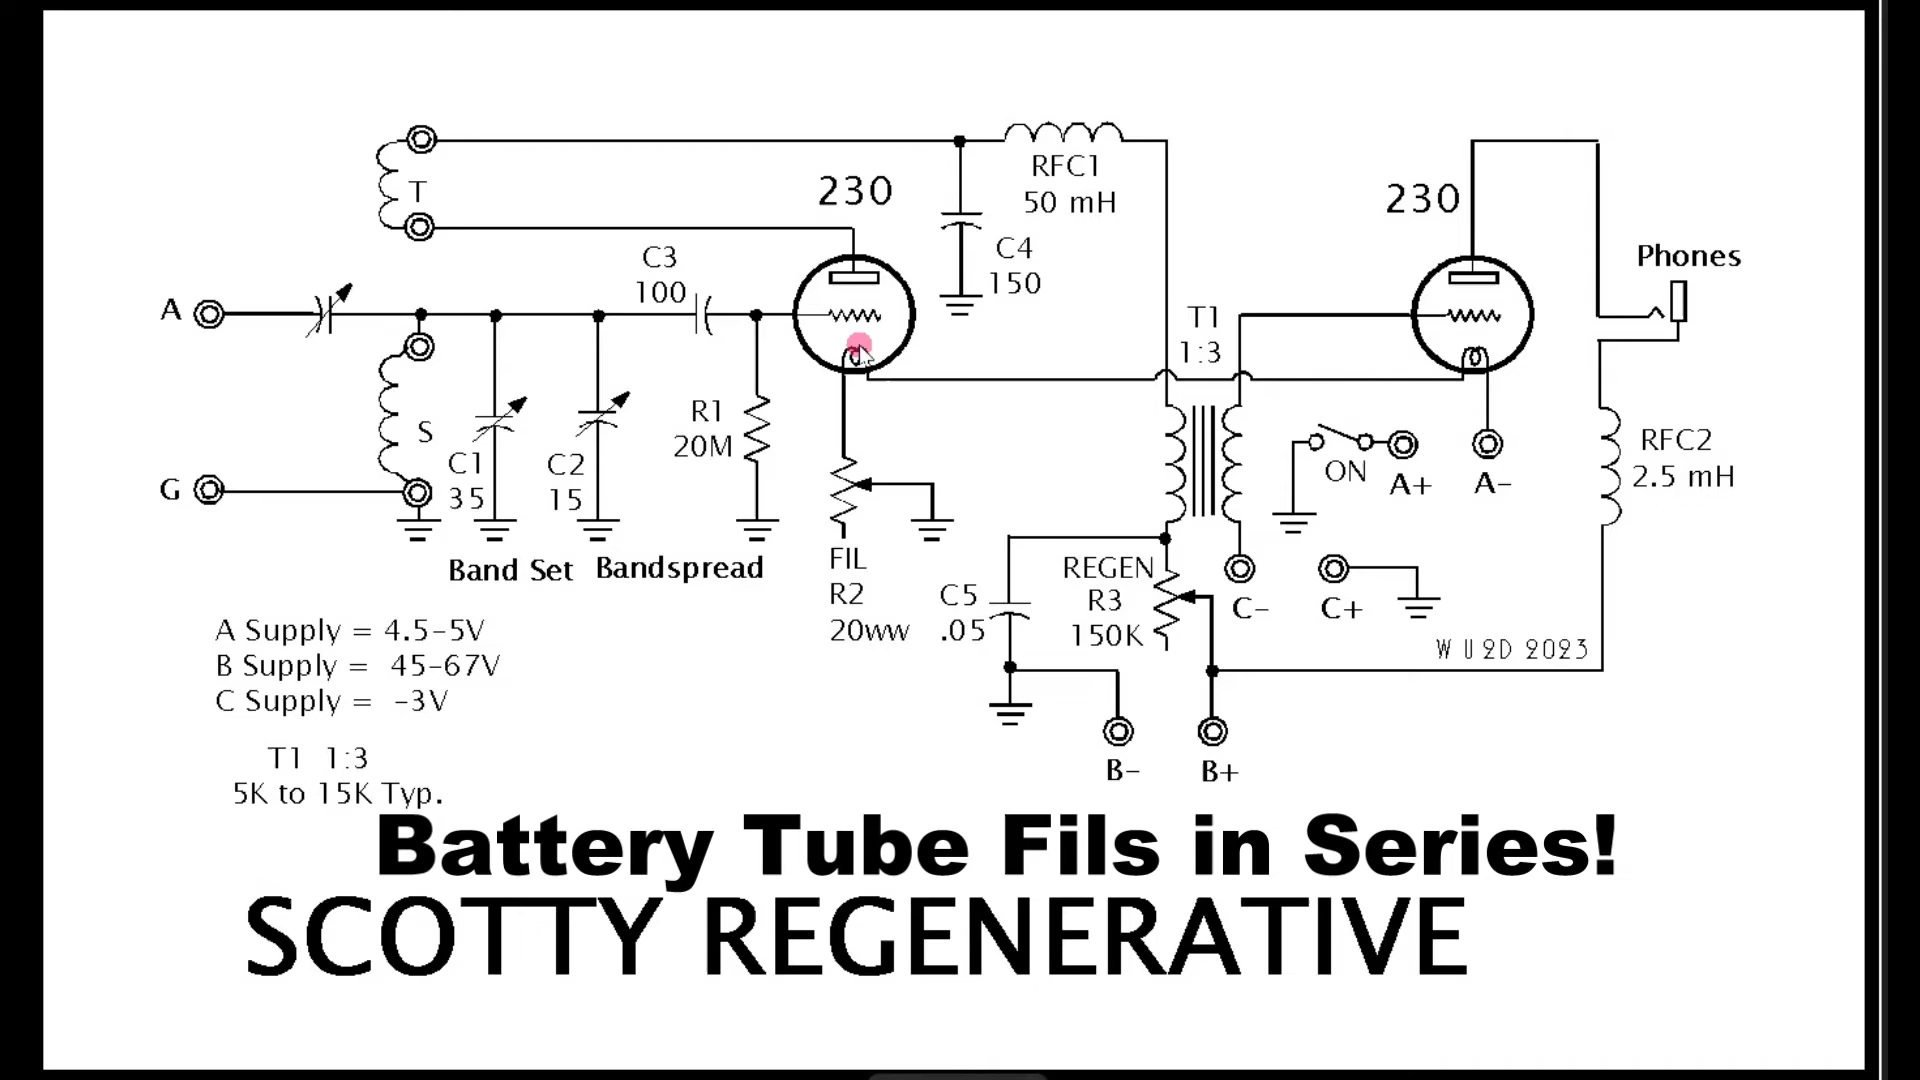 RFC1
50 mH
T
230
230
C4
150
C3
100
Phones
A
T1
1:3
R1
20M
S
C1
35
C2
15
RFC2
2.5 mH
ON
A+
A-
G
Band Set
Bandspread
FIL
R2
20ww
C5
.05
REGEN
R3
150K
C-
C+
WU2D 2023
A Supply = 4.5-5V
B Supply = 45-67V
C Supply = -3V
B-
B+
T1 1:3
5K to 15K Typ.
Battery Tube Fils in Series!
SCOTTY REGENERATIVE